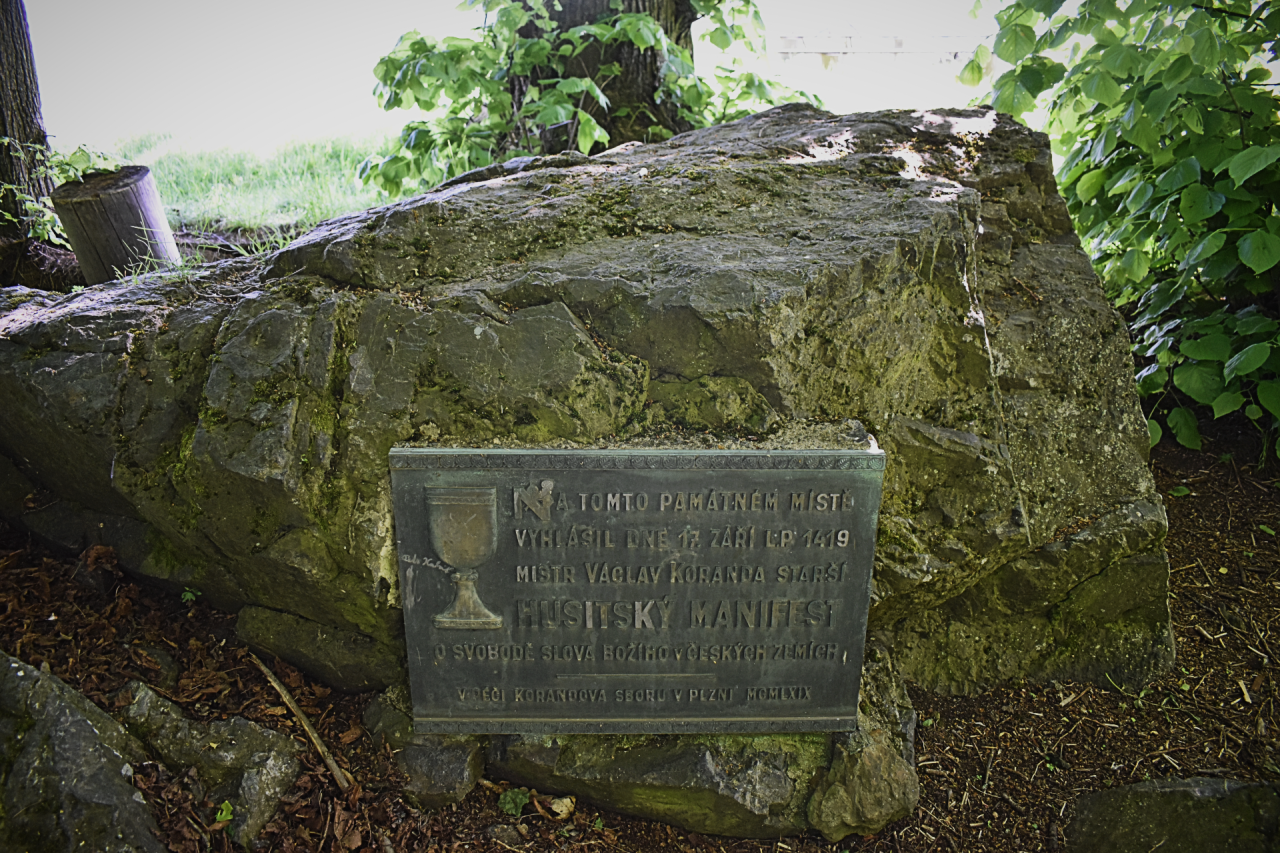 NA TOMTO PAMÁTNÉM MÍSTĚ
VYHLÁSIL DNE 17. ZÁŘÍ L.P. 1419
MISTR VÁCLAV KORANDA STARŠÍ
HUSITSKÝ MANIFEST
O SVOBODĚ SLOVA BOŽÍHO V ČESKÝCH ZEMÍCH
V PÉČI KORANDOVA SBORU V PLZNI MCMLXIX